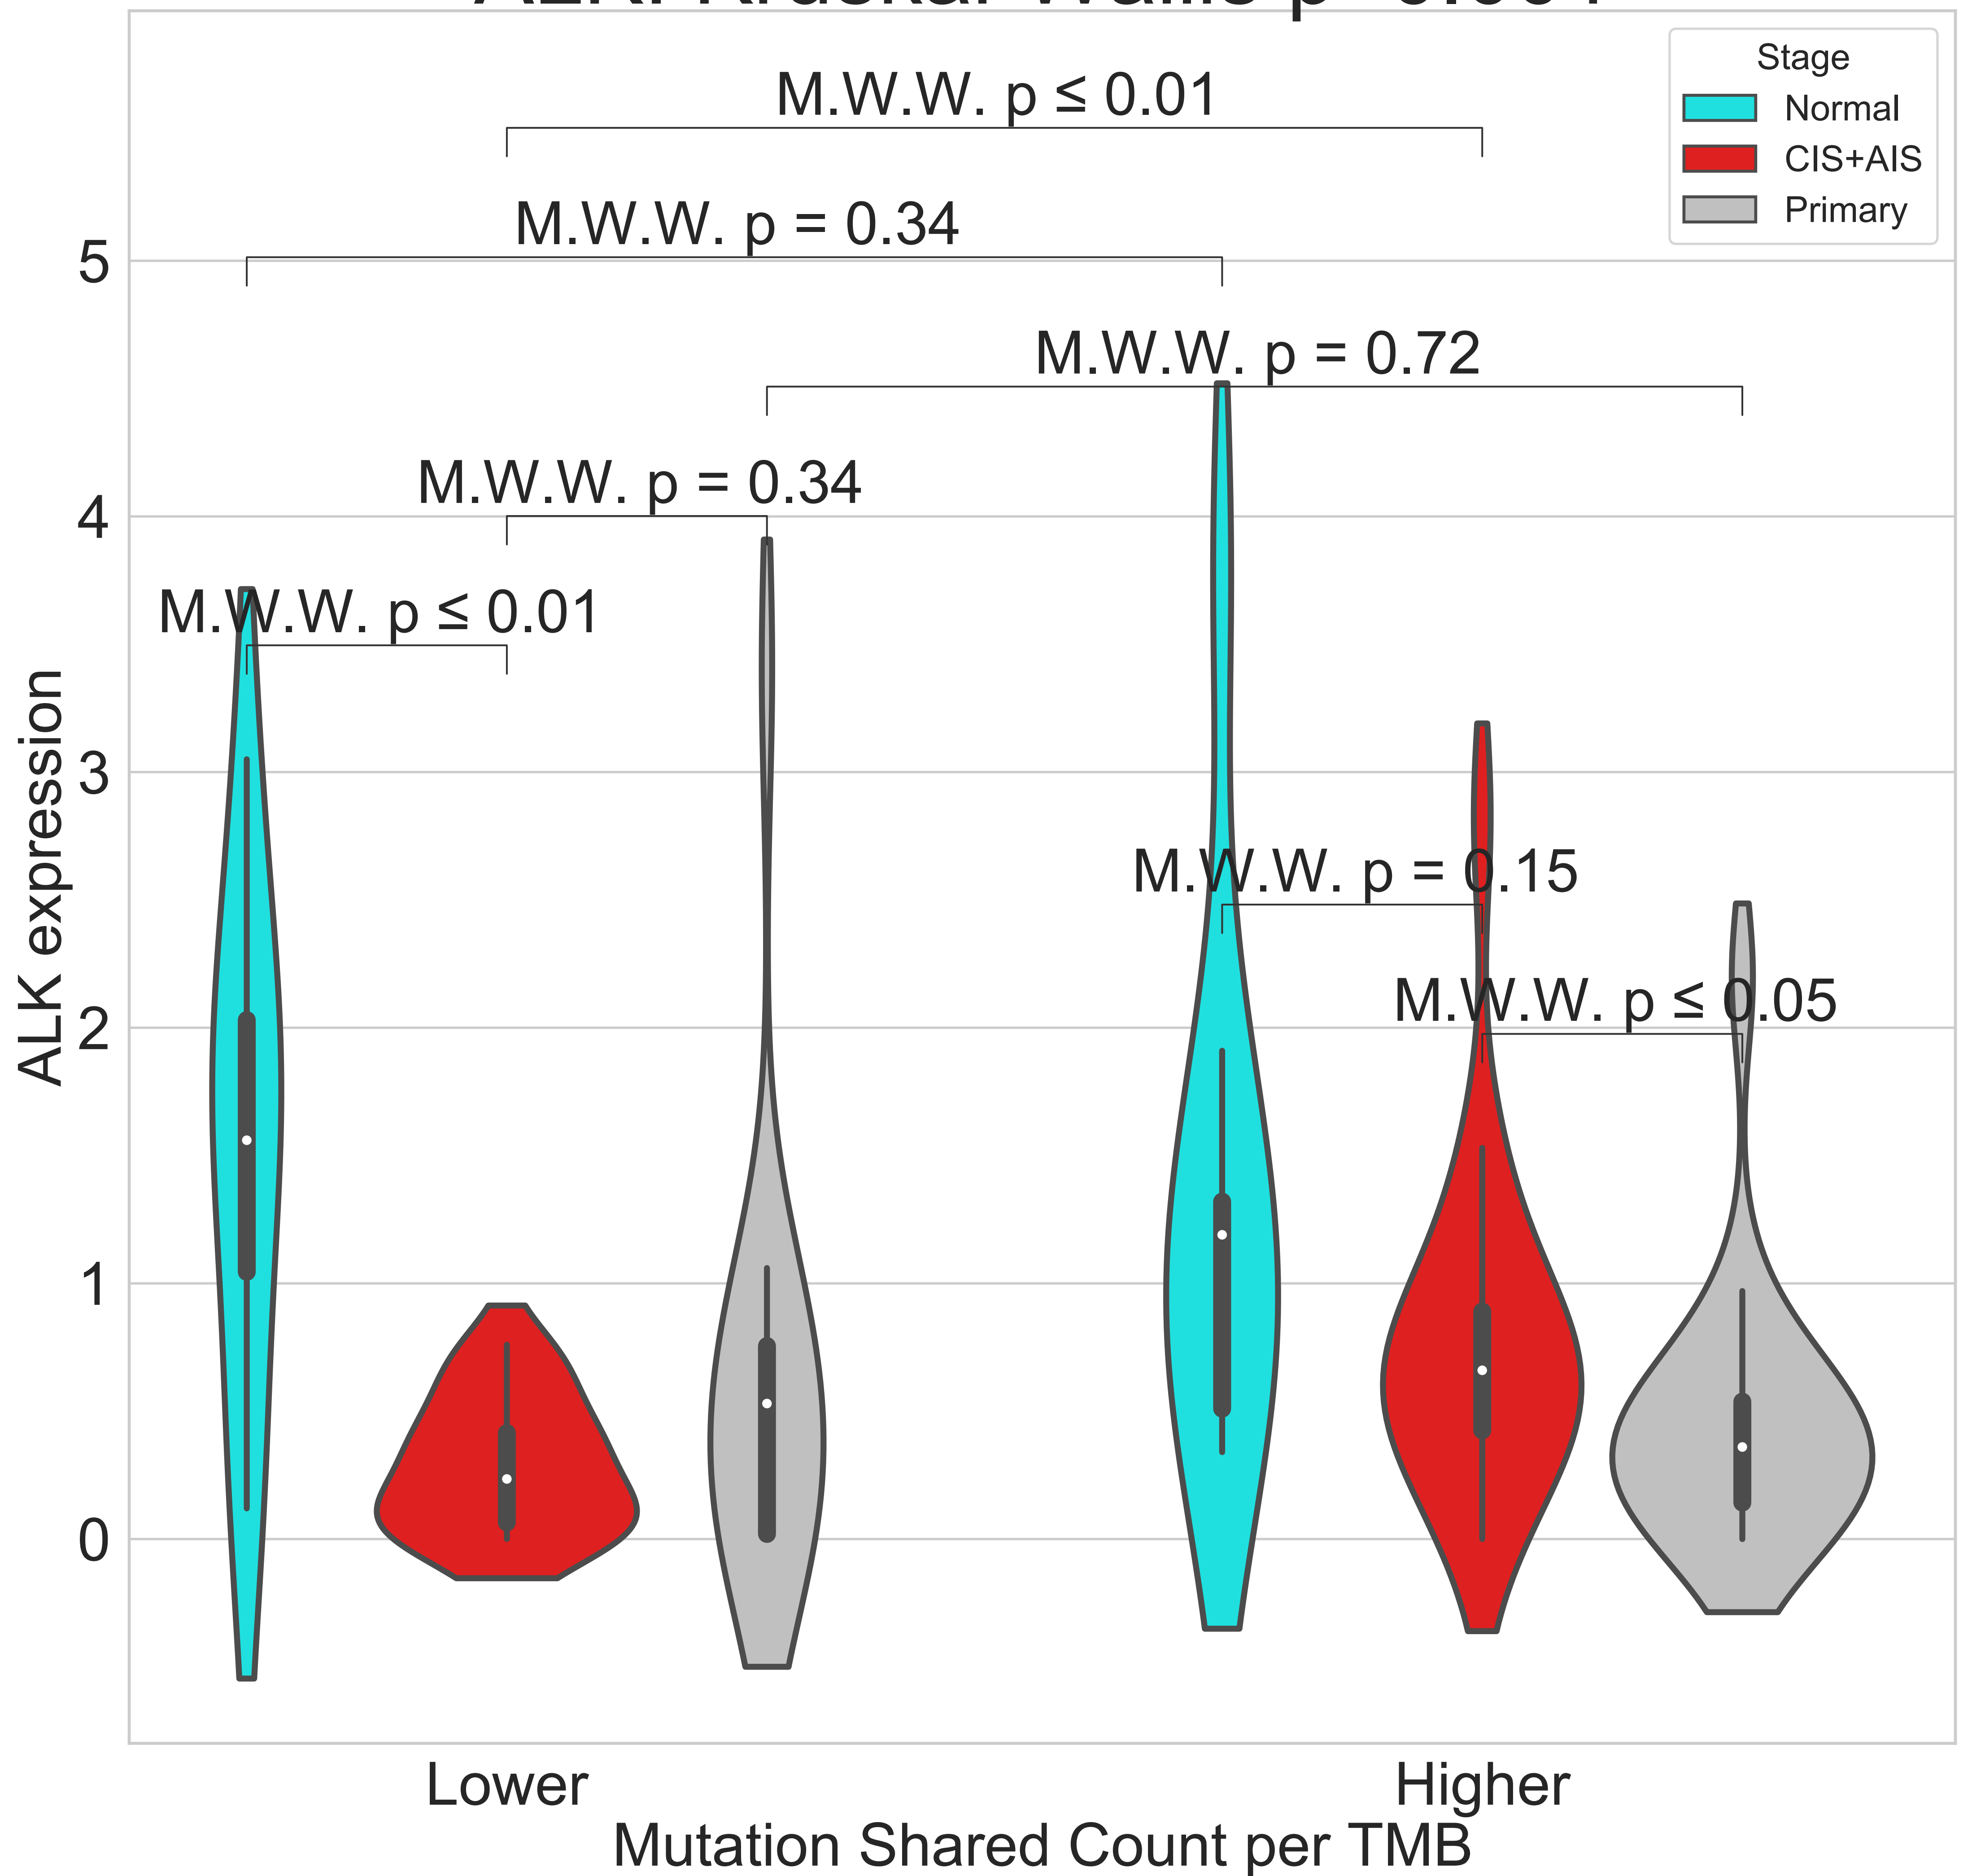 Stage
Normal
CIS+AIS
Primary
M.W.W. p ≤ 0.01
M.W.W. p = 0.34
M.W.W. p = 0.72
M.W.W. p = 0.34
M.W.W. p ≤ 0.01
M.W.W. p = 0.15
M.W.W. p ≤ 0.05
5
4
3
2
1
0
ALK expression
Lower
Higher
Mutation Shared Count per TMB